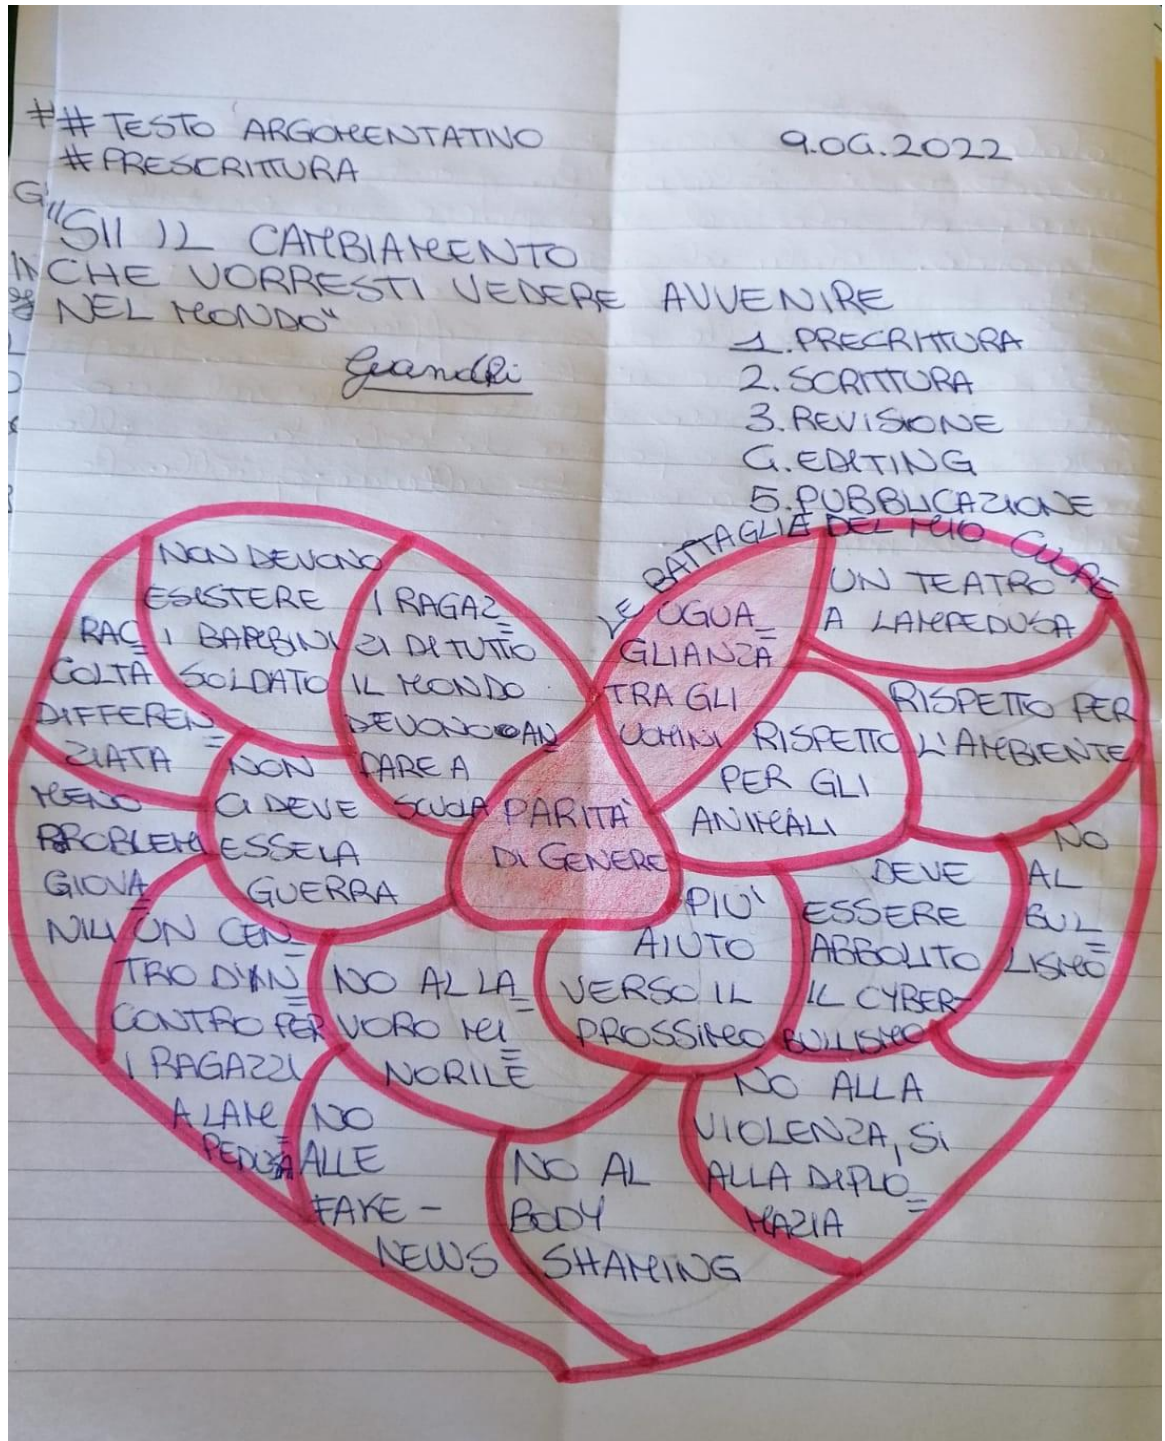 # TESTO ARGOMENTATIVO
9.04.2022
# PRESCRITTURA
"SII IL CAMBIAMENTO
CHE VORRESTI VEDERE AVVENIRE
NEL MONDO"
Guandhi
1. PRECRITTURA
2. SCRITTURA
3. REVISIONE
4. EDITING
5. PUBBLICAZIONE
LE BATTAGLIE DEL MIO CUORE
RAC=
COLTA
DIFFEREN=
ZIATA
NON DEVONO
ESISTERE
I BAMBINI
SOLDATO
I RAGAZ=
ZI DI TUTTO
IL MONDO
DEVONO AN
DARE A
SCUOLA
UGUA=
GLIANZA
TRA GLI
UOMINI
UN TEATRO
A LAMPEDUSA
RISPETTO PER
L'AMBIENTE
RISPETTO
PER GLI
ANIMALI
PARITÀ
DI GENERE
NON
CI DEVE
ESSE LA
GUERRA
MENO
PROBLEMI
GIOVA=
NILI
UN CEN=
TRO D'IN=
CONTRO PER
I RAGAZZI
A LAM=
PEDUSA
NO AL LA=
VORO MI=
NORILE
PIU'
AIUTO
VERSO IL
PROSSIMO
DEVE
ESSERE
ABBOLITO
IL CYBER-
BULLISMO
NO
AL
BUL=
LISMO
NO
ALLE
FAKE-
NEWS
NO AL
BODY
SHAMING
NO ALLA
VIOLENZA, SI
ALLA DIPLO=
MAZIA